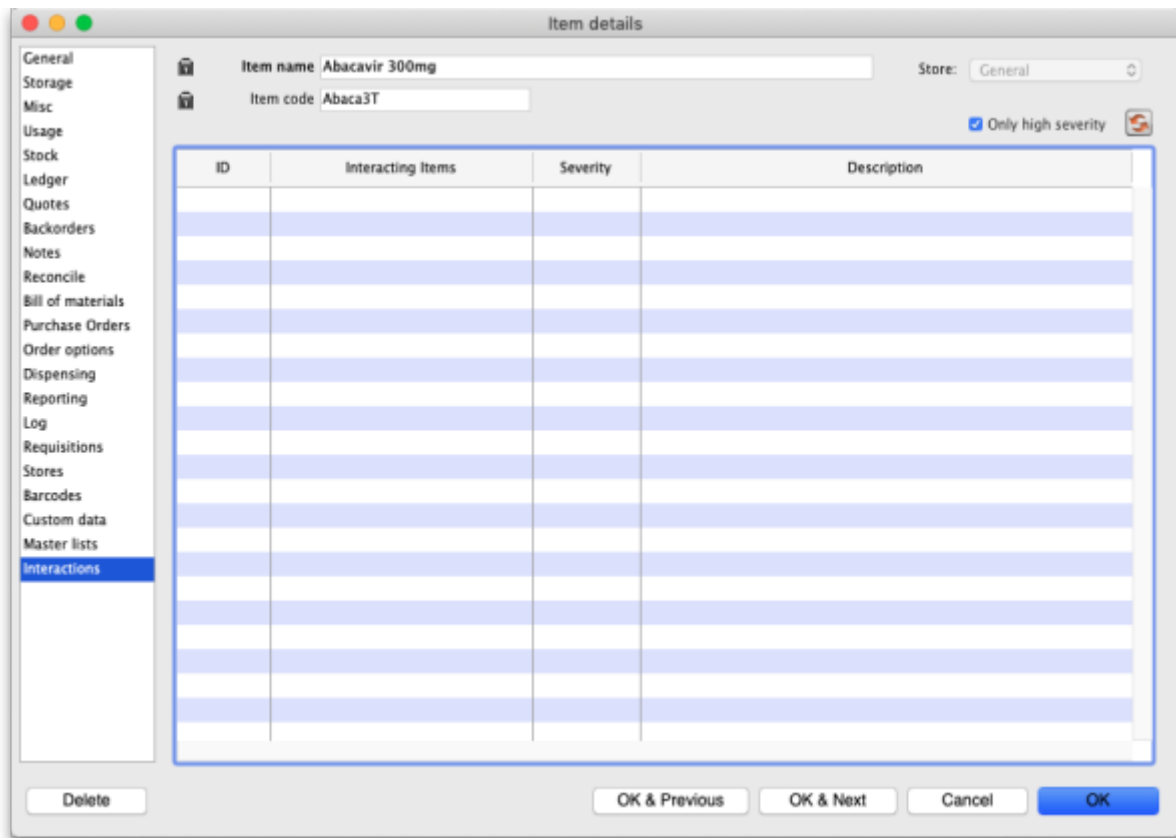 Item details
General
Storage
Misc
Usage
Stock
Ledger
Quotes
Backorders
Notes
Reconcile
Bill of materials
Purchase Orders
Order options
Dispensing
Reporting
Log
Requisitions
Stores
Barcodes
Custom data
Master lists
Interactions
Item name Abacavir 300mg
Store: General
Item code Abaca3T
Only high severity
ID Interacting Items Severity Description
Delete OK & Previous OK & Next Cancel OK